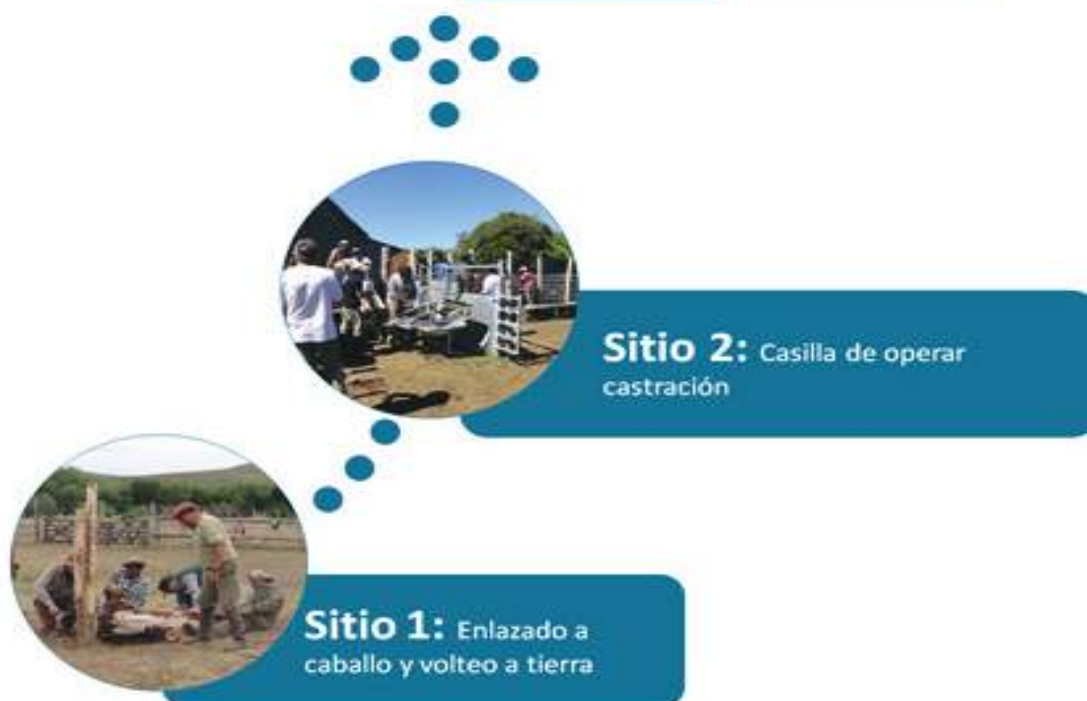 Sitio 2: Casilla de operar
castración
Sitio 1: Enlazado a
caballo y volteo a tierra